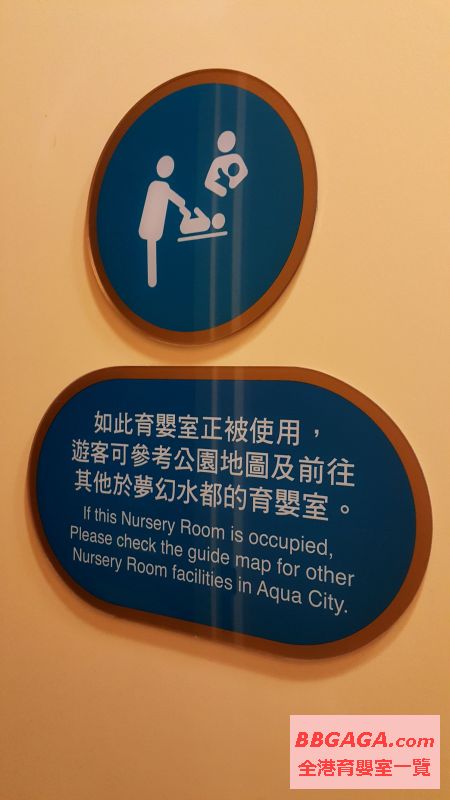 如此育嬰室正被使用，
遊客可參考公園地圖及前往
其他於夢幻水都的育嬰室。
If this Nursery Room is occupied,
Please check the guide map for other
Nursery Room facilities in Aqua City.
BBGAGA.com
全港育嬰室一覽